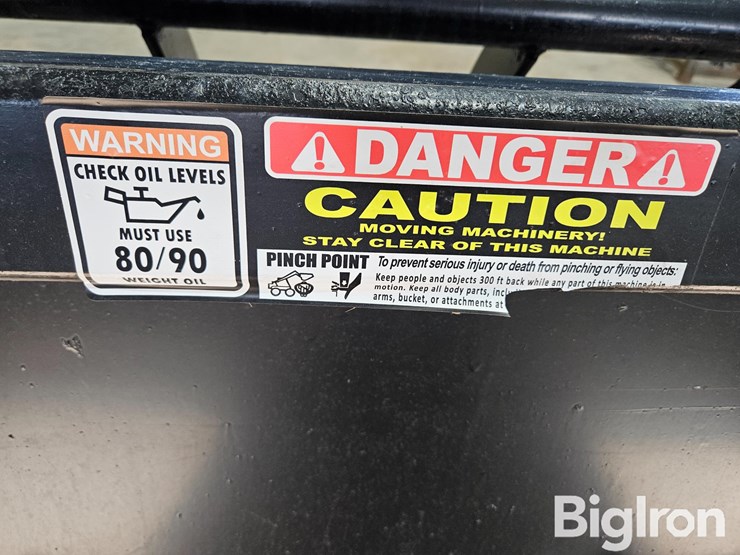 WARNING
CHECK OIL LEVELS
MUST USE
80/90
WEIGHT OIL
DANGER
CAUTION
MOVING MACHINERY!
STAY CLEAR OF THIS MACHINE
PINCH POINT
To prevent serious injury or death from pinching or flying objects:
Keep people and objects 300 ft back while any part of this machine is in
motion. Keep all body parts,
arms, bucket, or attachments at
BigIron